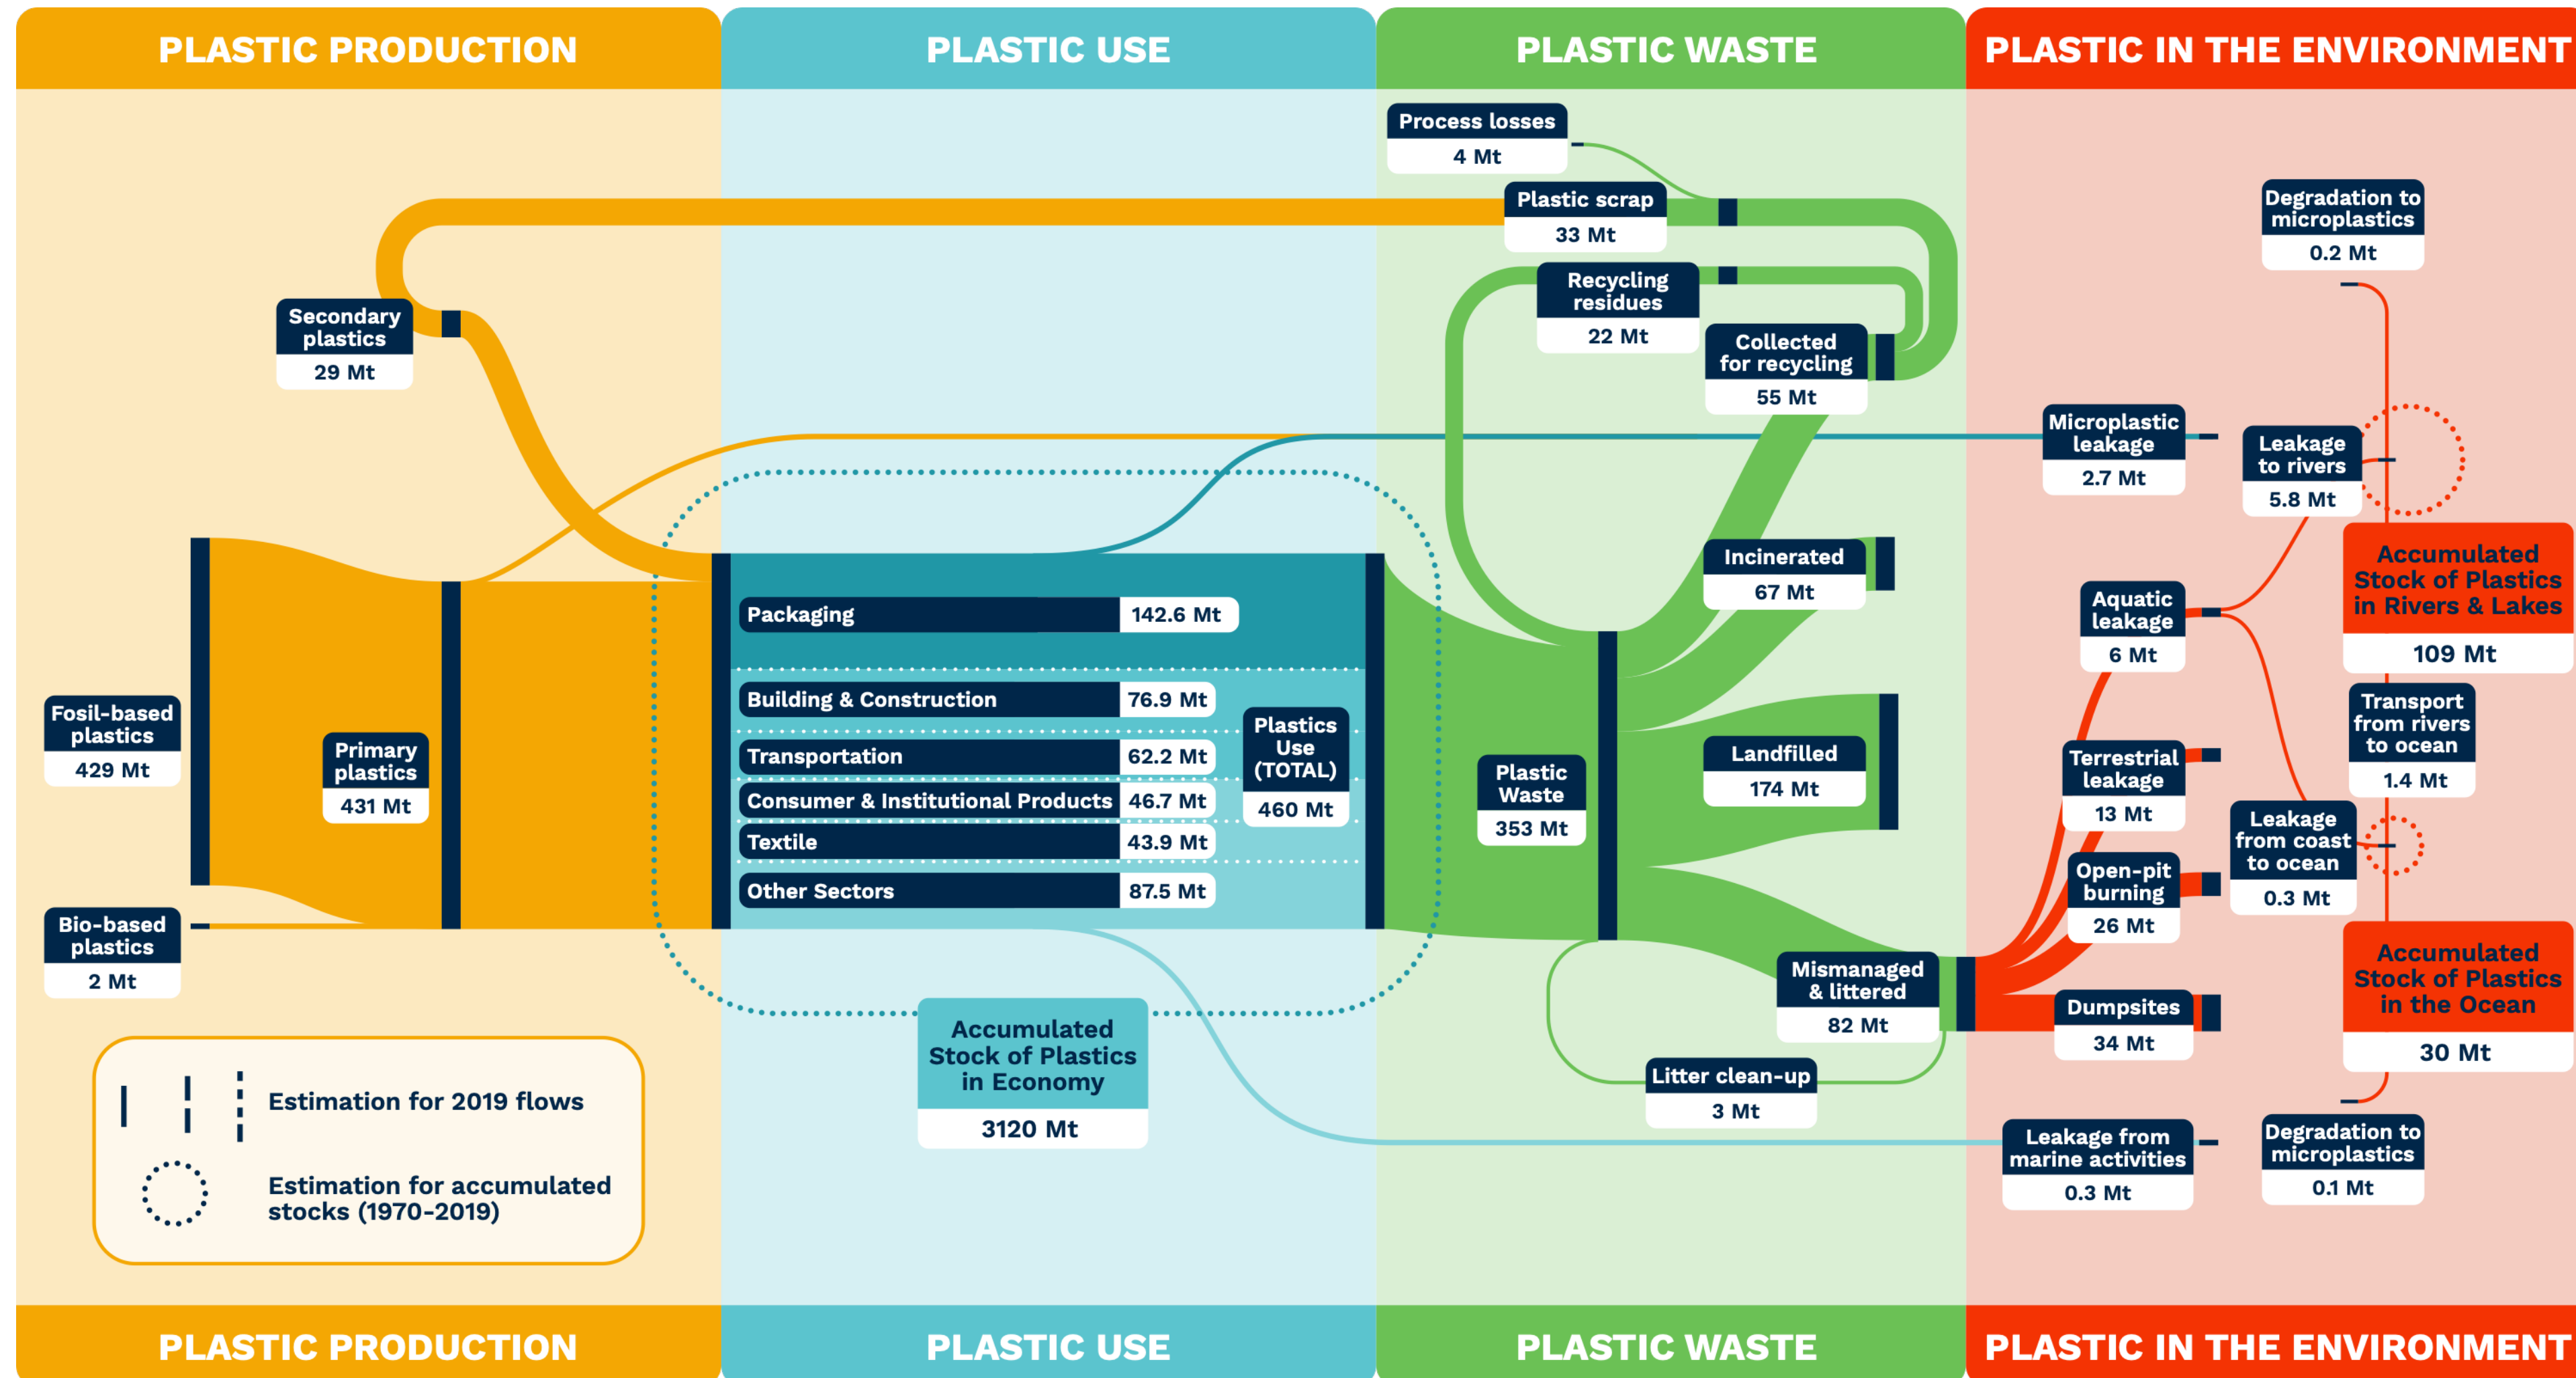 PLASTIC PRODUCTION
PLASTIC USE
PLASTIC WASTE
PLASTIC IN THE ENVIRONMENT
Secondary
plastics
29 Mt
Fosil-based
plastics
429 Mt
Primary
plastics
431 Mt
Bio-based
plastics
2 Mt
Estimation for 2019 flows
Estimation for accumulated
stocks (1970-2019)
Packaging
142.6 Mt
Building & Construction
76.9 Mt
Transportation
62.2 Mt
Consumer & Institutional Products
46.7 Mt
Textile
43.9 Mt
Other Sectors
87.5 Mt
Plastics
Use
(TOTAL)
460 Mt
Accumulated
Stock of Plastics
in Economy
3120 Mt
Process losses
4 Mt
Plastic scrap
33 Mt
Recycling
residues
22 Mt
Collected
for recycling
55 Mt
Incinerated
67 Mt
Landfilled
174 Mt
Plastic
Waste
353 Mt
Mismanaged
& littered
82 Mt
Litter clean-up
3 Mt
Degradation to
microplastics
0.2 Mt
Microplastic
leakage
2.7 Mt
Leakage
to rivers
5.8 Mt
Accumulated
Stock of Plastics
in Rivers & Lakes
109 Mt
Aquatic
leakage
6 Mt
Transport
from rivers
to ocean
1.4 Mt
Terrestrial
leakage
13 Mt
Leakage
from coast
to ocean
0.3 Mt
Open-pit
burning
26 Mt
Accumulated
Stock of Plastics
in the Ocean
30 Mt
Dumpsites
34 Mt
Leakage from
marine activities
0.3 Mt
Degradation to
microplastics
0.1 Mt
PLASTIC PRODUCTION
PLASTIC USE
PLASTIC WASTE
PLASTIC IN THE ENVIRONMENT